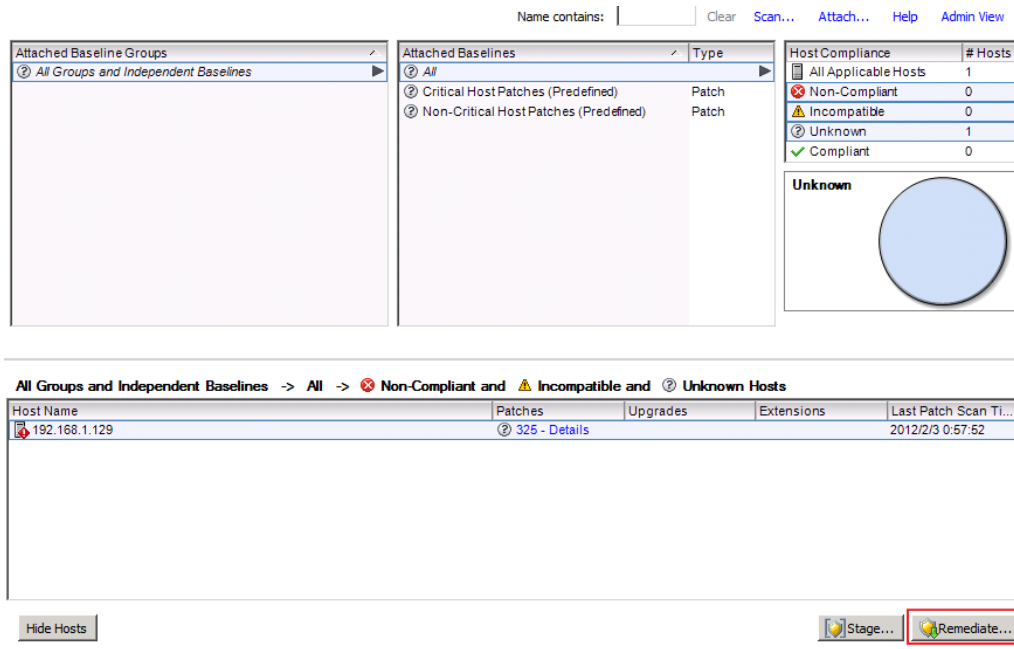 Name contains: Clear Scan... Attach... Help Admin View
Attached Baseline Groups
All Groups and Independent Baselines
Attached Baselines Type
All
Critical Host Patches (Predefined) Patch
Non-Critical Host Patches (Predefined) Patch
Host Compliance # Hosts
All Applicable Hosts 1
Non-Compliant 0
Incompatible 0
Unknown 1
Compliant 0
Unknown
All Groups and Independent Baselines -> All -> Non-Compliant and Incompatible and Unknown Hosts
Host Name Patches Upgrades Extensions Last Patch Scan Ti...
192.168.1.129 325 - Details 2012/2/3 0:57:52
Hide Hosts Stage... Remediate...